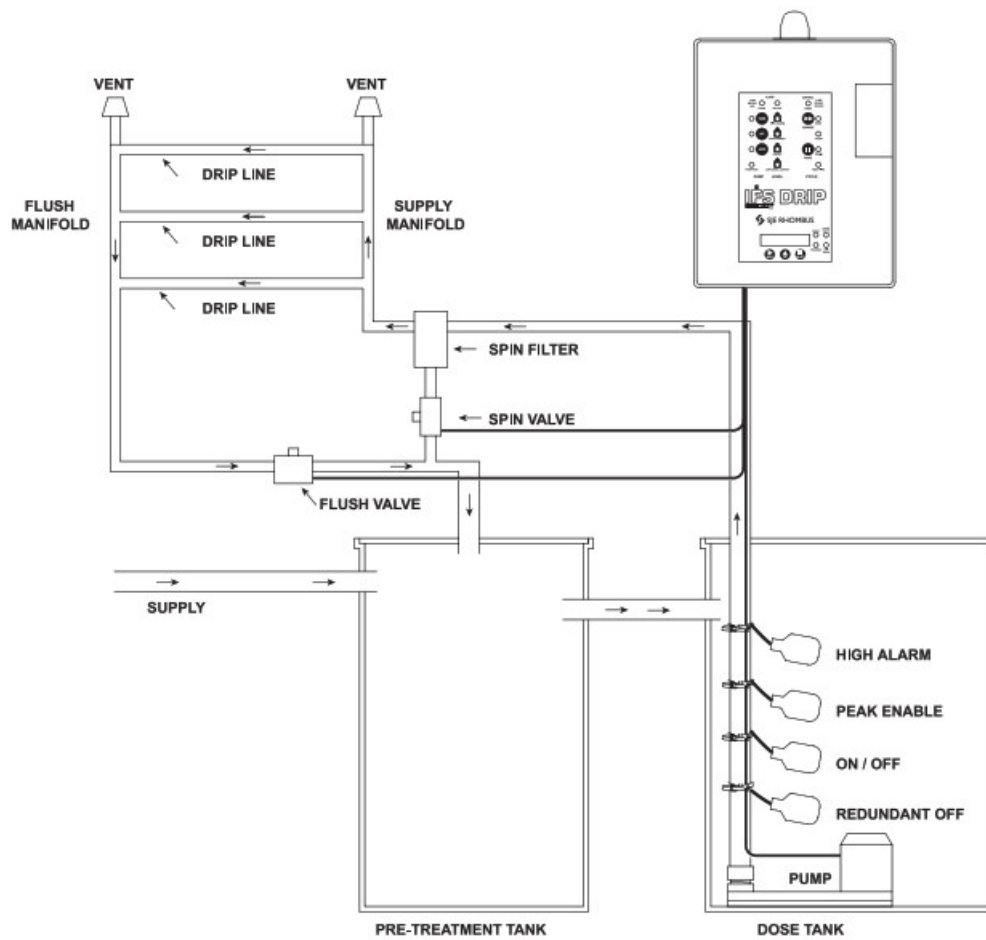 VENT
VENT
DRIP LINE
FLUSH
MANIFOLD
SUPPLY
MANIFOLD
DRIP LINE
DRIP LINE
IFS DRIP
SJE RHOMBUS
SPIN FILTER
SPIN VALVE
FLUSH VALVE
SUPPLY
HIGH ALARM
PEAK ENABLE
ON / OFF
REDUNDANT OFF
PUMP
PRE-TREATMENT TANK
DOSE TANK